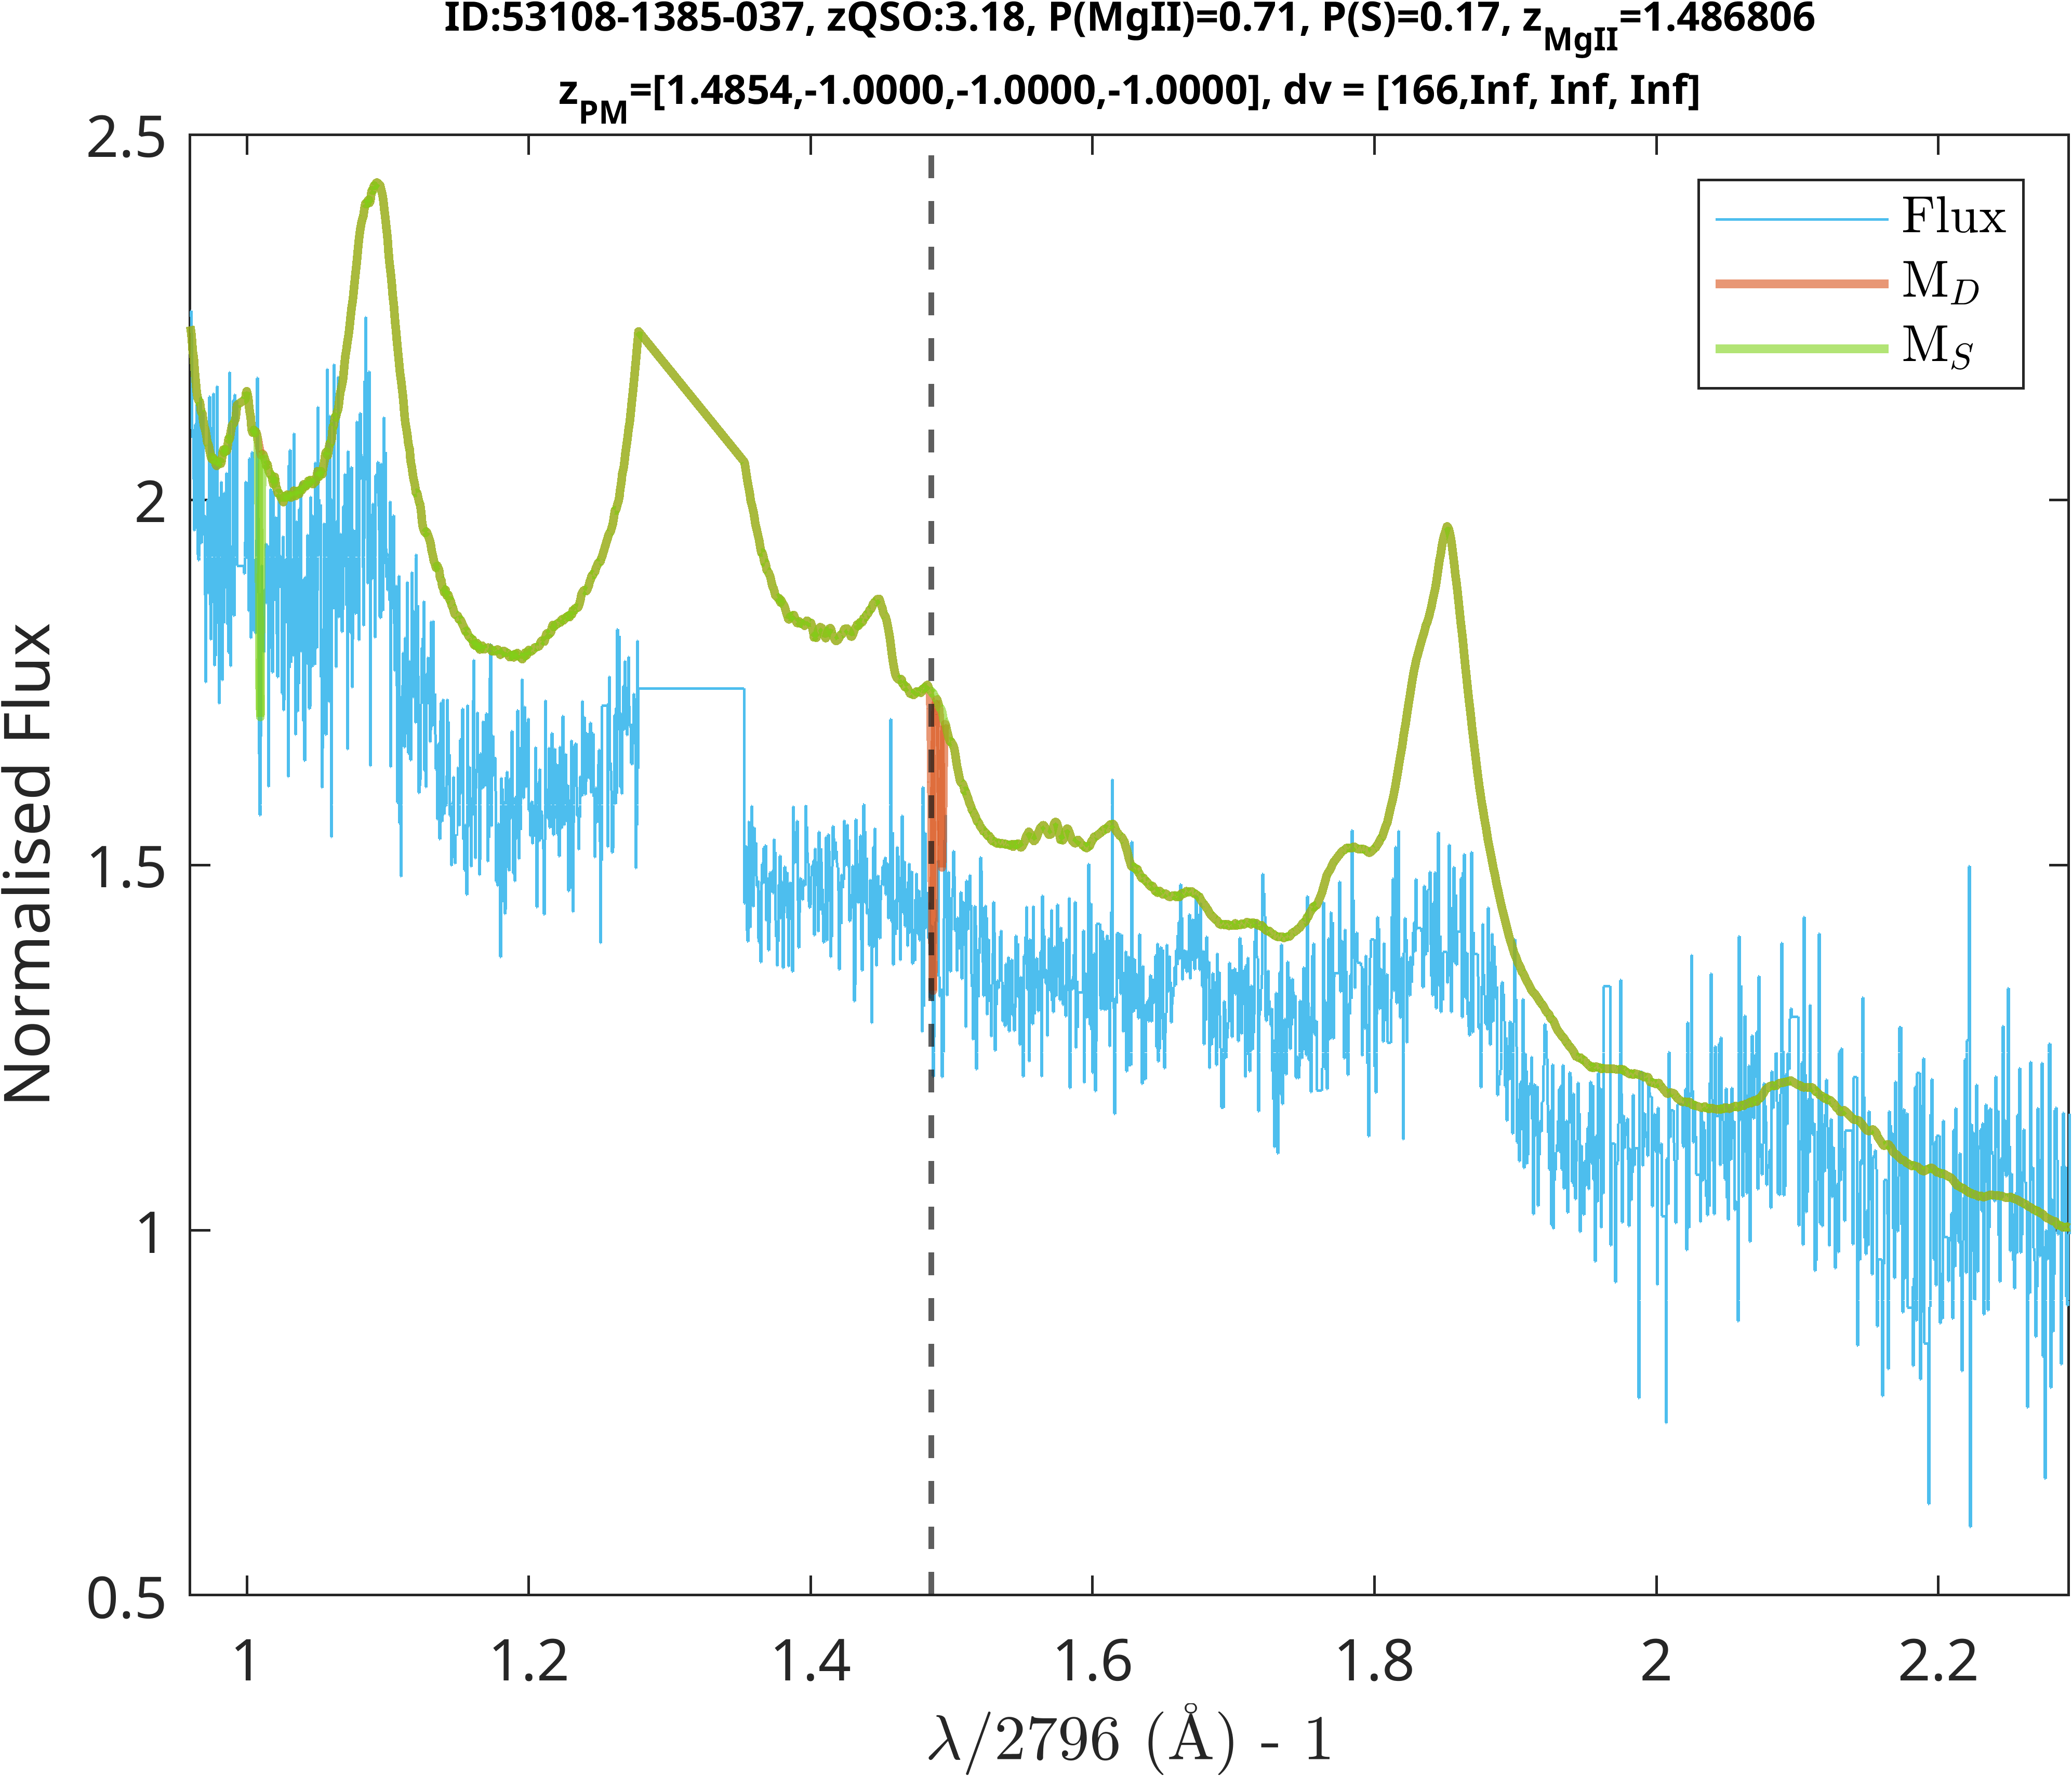 ID:53108-1385-037, zQSO:3.18, P(MgII)=0.71, P(S)=0.17, zMgII=1.486806
zPM=[1.4854,-1.0000,-1.0000,-1.0000], dv = [166,Inf, Inf, Inf]
2.5
2
1.5
1
0.5
Normalised Flux
Flux
MD
MS
1
1.2
1.4
1.6
1.8
2
2.2
λ/2796 (Å) - 1